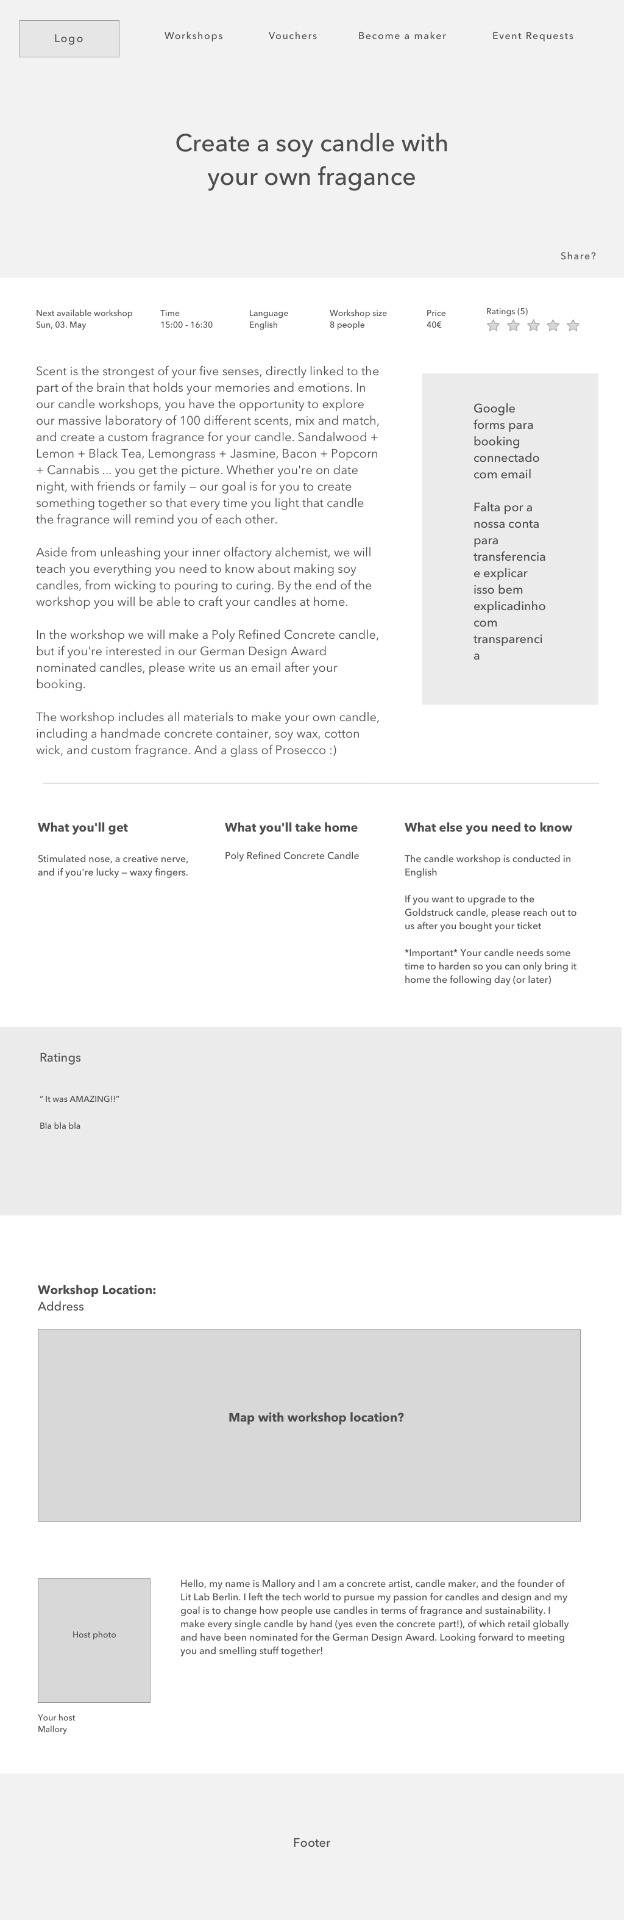 Logo
Workshops
Vouchers
Become a maker
Event Requests
Create a soy candle with
your own fragance
Share?
Next available workshop
Sun, 03. May
Time
15:00 - 16:30
Language
English
Workshop size
8 people
Price
40€
Ratings (5)
Scent is the strongest of your five senses, directly linked to the
part of the brain that holds your memories and emotions. In
our candle workshops, you have the opportunity to explore
our massive laboratory of 100 different scents, mix and match,
and create a custom fragrance for your candle. Sandalwood +
Lemon + Black Tea, Lemongrass + Jasmine, Bacon + Popcorn
+ Cannabis ... you get the picture. Whether you're on date
night, with friends or family – our goal is for you to create
something together so that every time you light that candle
the fragrance will remind you of each other.
Aside from unleashing your inner olfactory alchemist, we will
teach you everything you need to know about making soy
candles, from wicking to pouring to curing. By the end of the
workshop you will be able to craft your candles at home.
In the workshop we will make a Poly Refined Concrete candle,
but if you're interested in our German Design Award
nominated candles, please write us an email after your
booking.
The workshop includes all materials to make your own candle,
including a handmade concrete container, soy wax, cotton
wick, and custom fragrance. And a glass of Prosecco :)
Google
forms para
booking
connectado
com email
Falta por a
nossa conta
para
transferencia
e explicar
isso bem
explicadinho
com
transparenci
a
What you'll get
Stimulated nose, a creative nerve,
and if you're lucky – waxy fingers.
What you'll take home
Poly Refined Concrete Candle
What else you need to know
The candle workshop is conducted in
English
If you want to upgrade to the
Goldstruck candle, please reach out to
us after you bought your ticket
*Important* Your candle needs some
time to harden so you can only bring it
home the following day (or later)
Ratings
“ It was AMAZING!!”
Bla bla bla
Workshop Location:
Address
Map with workshop location?
Host photo
Your host
Mallory
Hello, my name is Mallory and I am a concrete artist, candle maker, and the founder of
Lit Lab Berlin. I left the tech world to pursue my passion for candles and design and my
goal is to change how people use candles in terms of fragrance and sustainability. I
make every single candle by hand (yes even the concrete part!), of which retail globally
and have been nominated for the German Design Award. Looking forward to meeting
you and smelling stuff together!
Footer